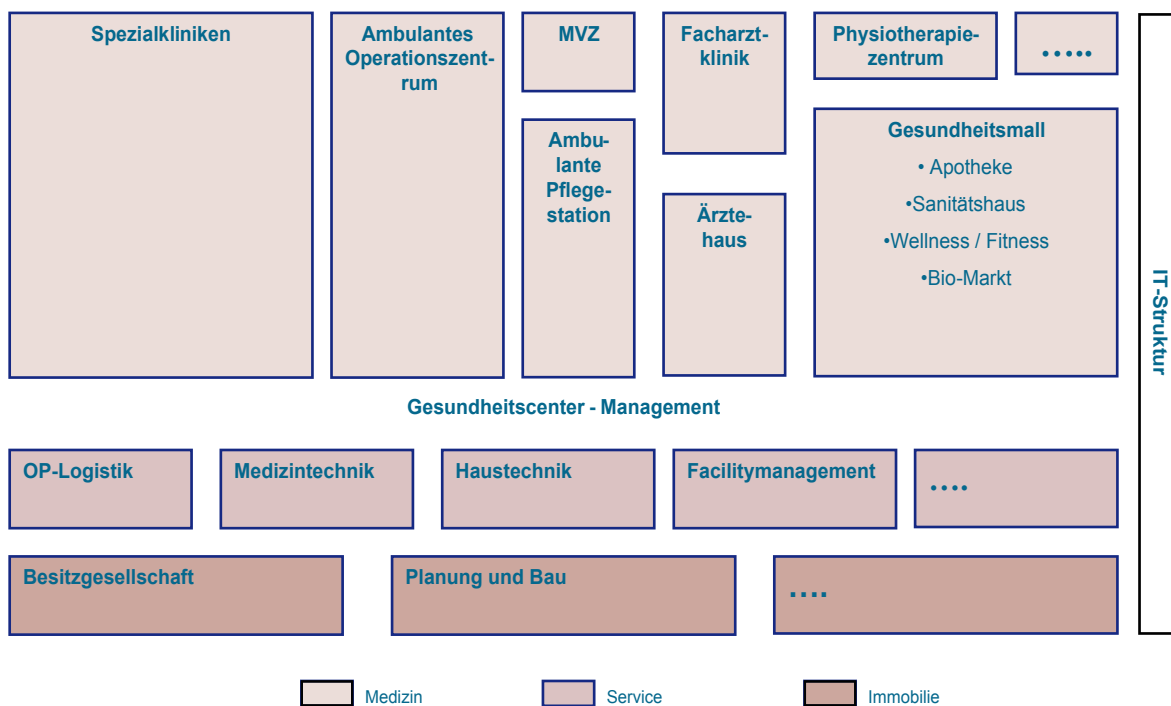 Spezialkliniken
Ambulantes
Operationszent-
rum
MVZ
Facharzt-
klinik
Physiotherapie-
zentrum
.....
Ambu-
lante
Pflege-
station
Ärzte-
haus
Gesundheitsmall
• Apotheke
•Sanitätshaus
•Wellness / Fitness
•Bio-Markt
IT-Struktur
Gesundheitscenter - Management
OP-Logistik
Medizintechnik
Haustechnik
Facilitymanagement
....
Besitzgesellschaft
Planung und Bau
....
Medizin
Service
Immobilie